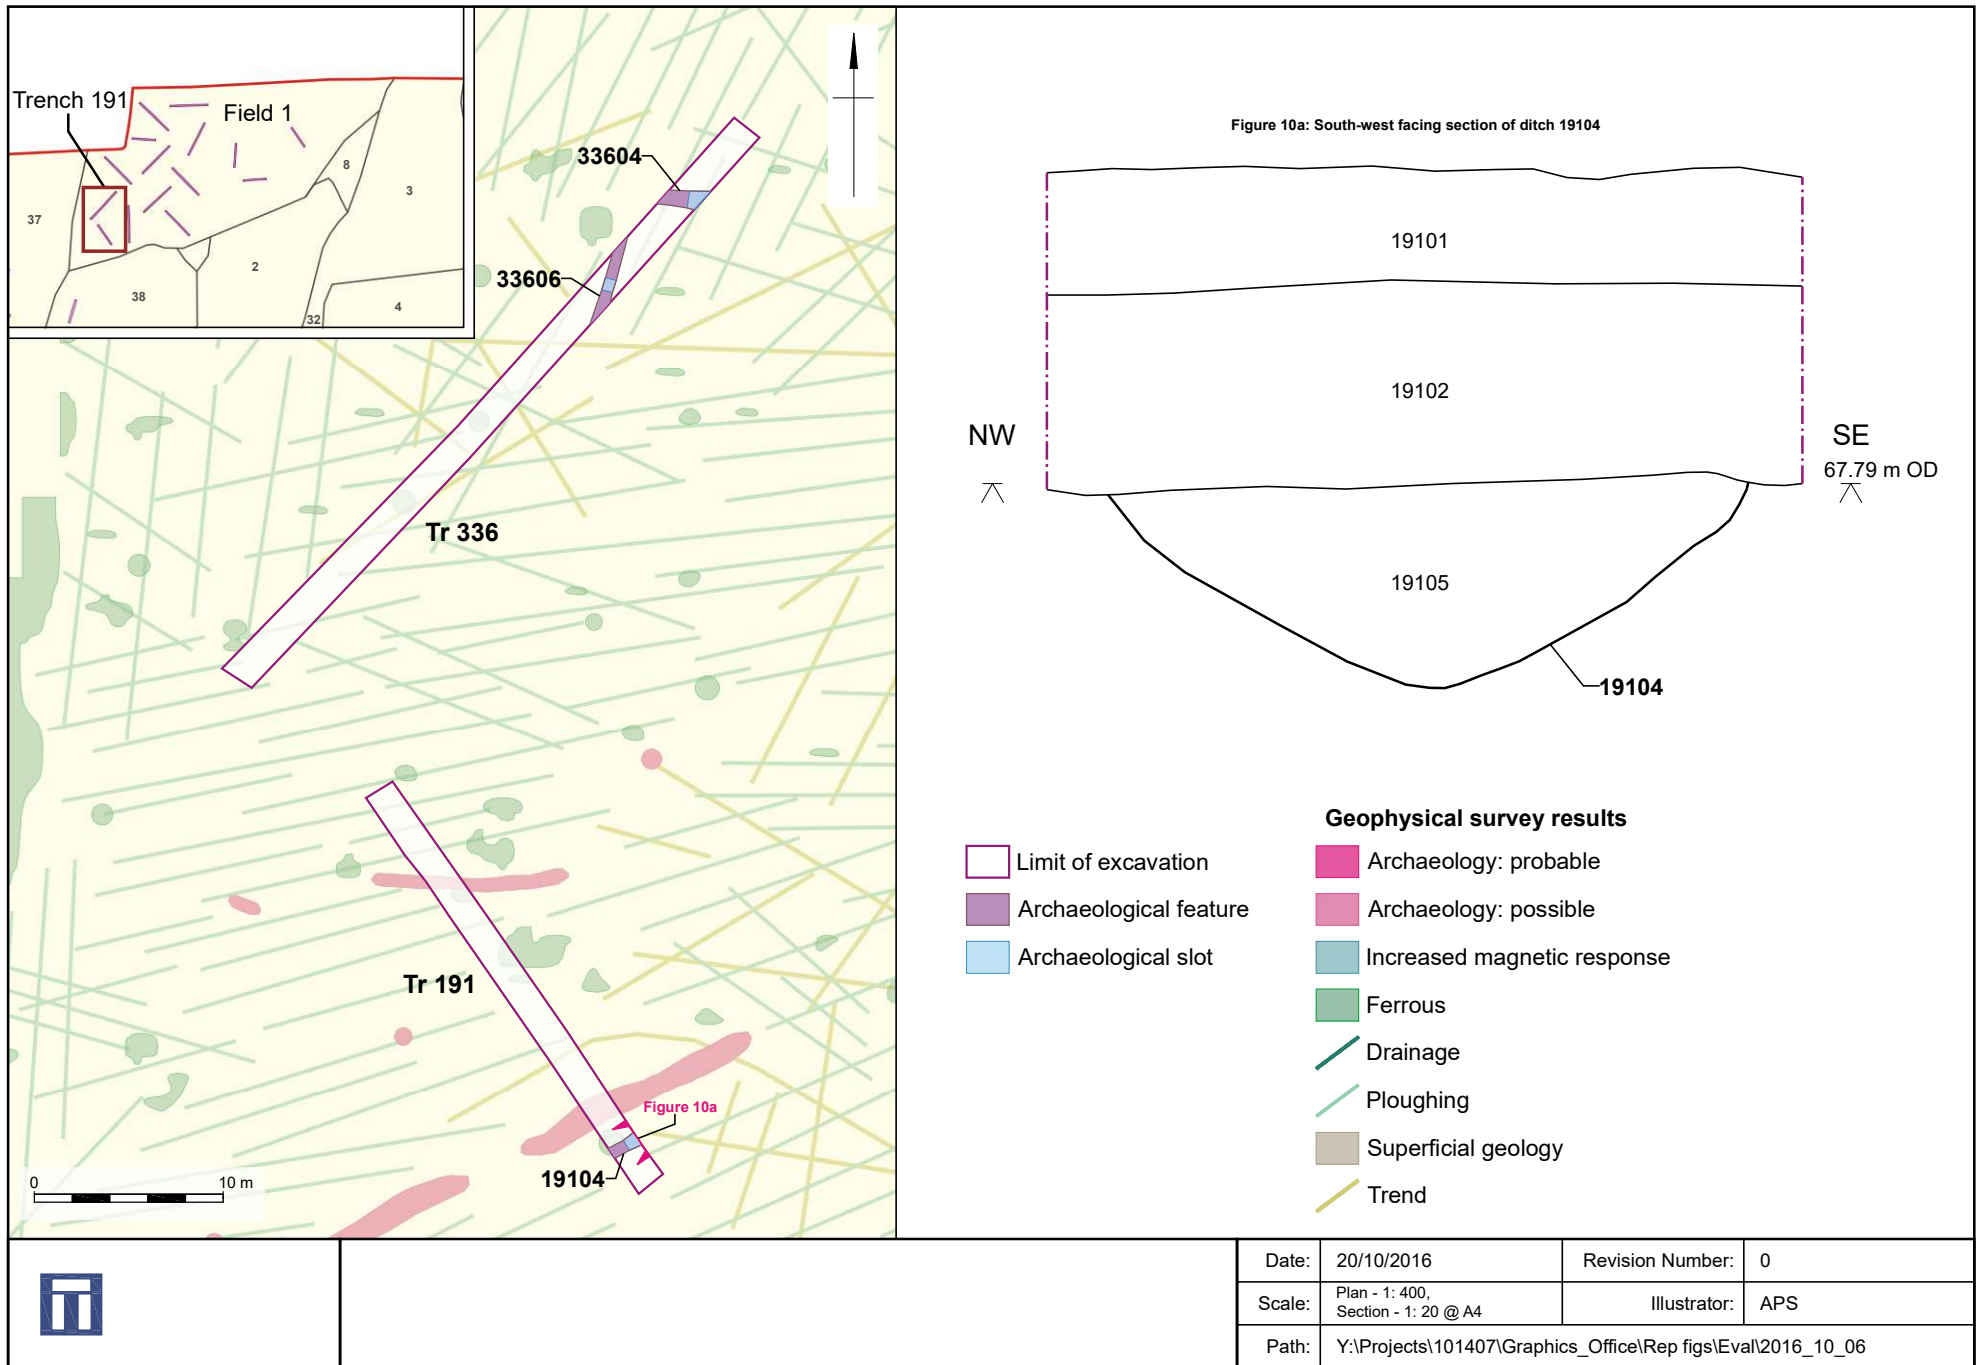 Trench 191
Field 1
8
3
37
2
38
4
32
33604
33606
Tr 336
Tr 191
Figure 10a
19104
0
10 m
Figure 10a: South-west facing section of ditch 19104
19101
19102
NW
SE
67.79 m OD
19105
19104
Limit of excavation
Archaeological feature
Archaeological slot
Geophysical survey results
Archaeology: probable
Archaeology: possible
Increased magnetic response
Ferrous
Drainage
Ploughing
Superficial geology
Trend
Date: 20/10/2016 Revision Number: 0
Scale: Plan - 1: 400,
Section - 1: 20 @ A4
Illustrator: APS
Path: Y:\Projects\101407\Graphics_Office\Rep figs\Eval\2016_10_06